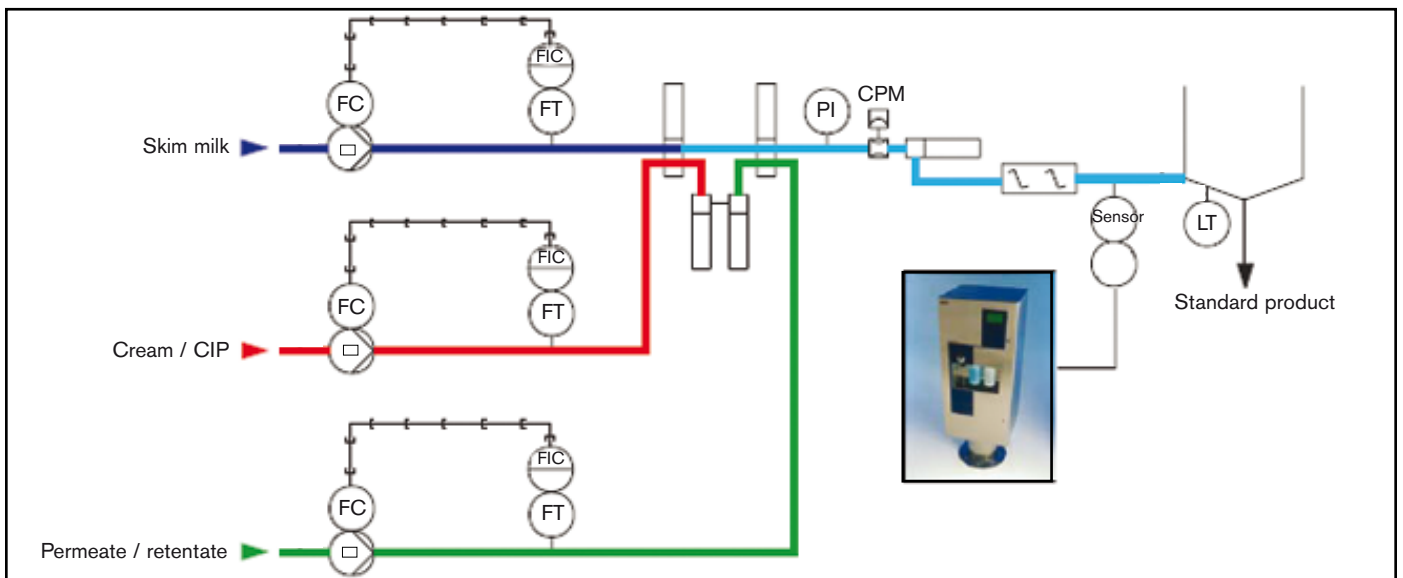 FIC
FC
FT
CPM
PI
Skim milk
FIC
FC
FT
Sensor
LT
Standard product
Cream / CIP
FIC
FC
FT
Permeate / retentate